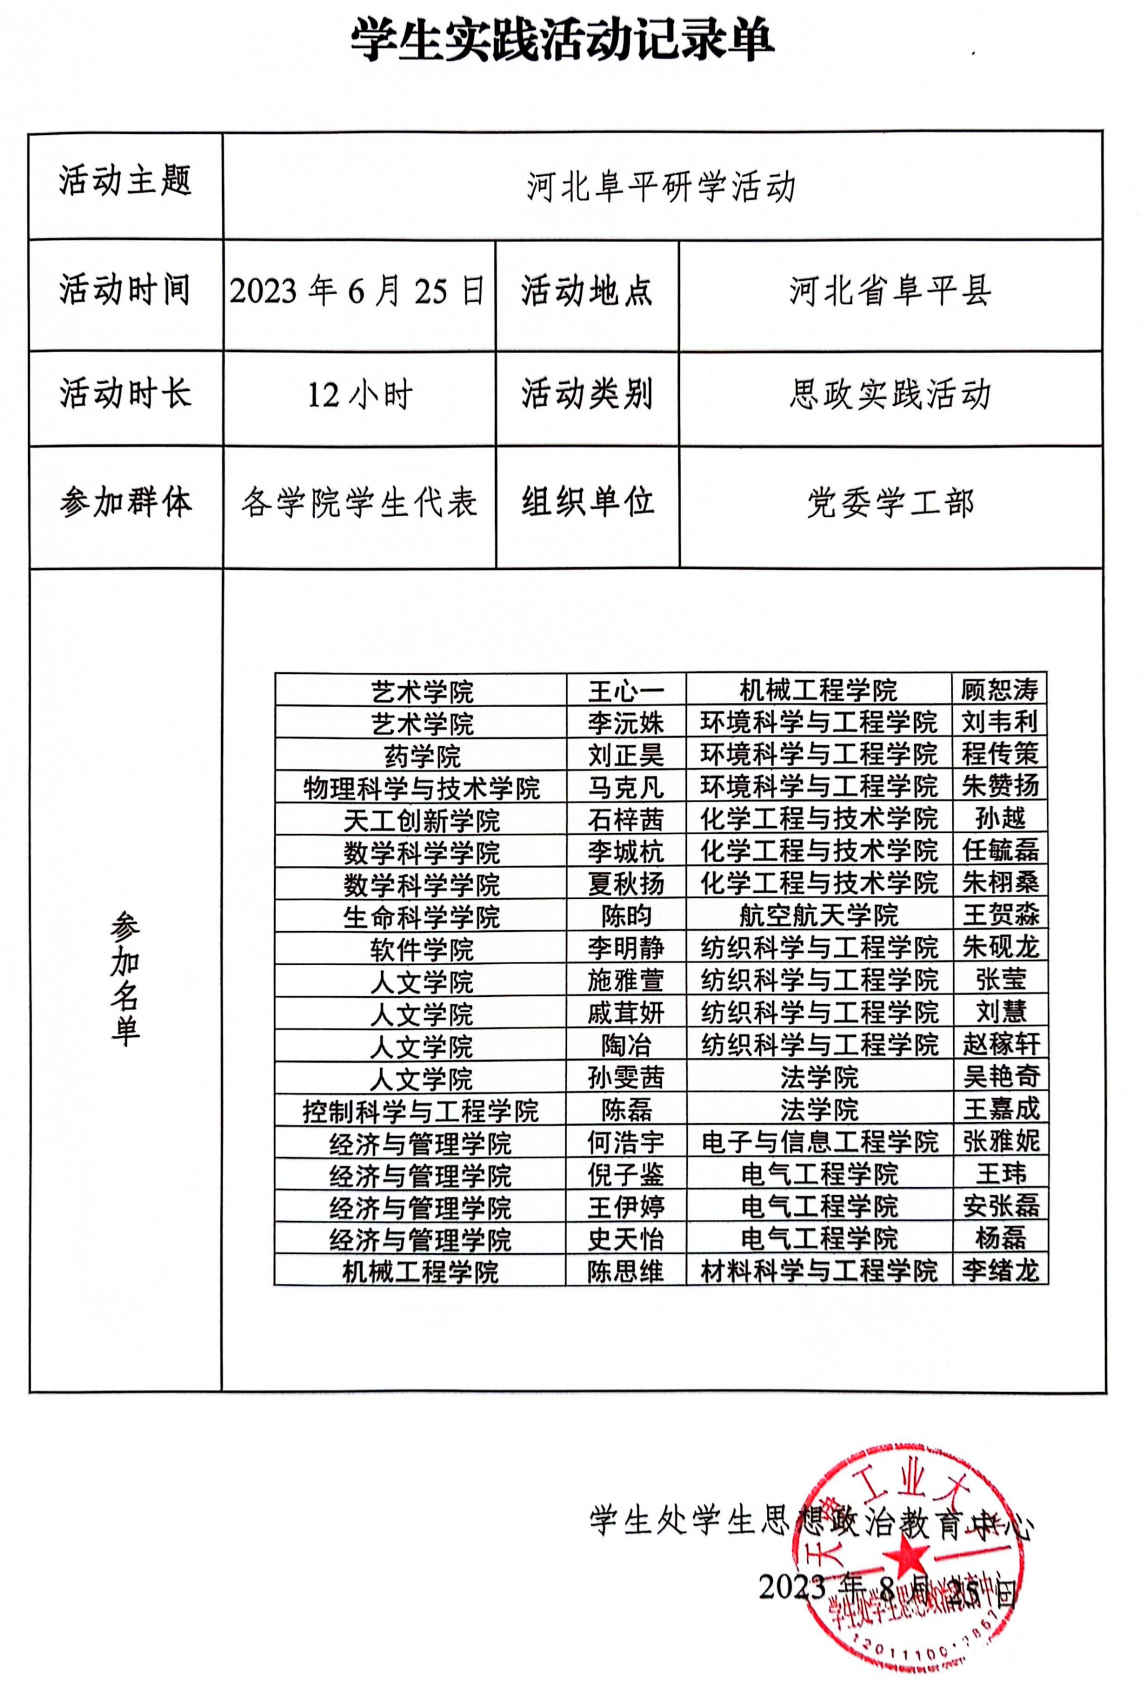 学生实践活动记录单
活动主题 河北阜平研学活动
活动时间 2023年6月25日 活动地点 河北省阜平县
活动时长 12小时 活动类别 思政实践活动
参加群体 各学院学生代表 组织单位 党委学工部
参加名单
艺术学院 王心一 机械工程学院 顾恕涛
艺术学院 李沅姝 环境科学与工程学院 刘韦利
药学院 刘正昊 环境科学与工程学院 程传策
物理科学与技术学院 马克凡 环境科学与工程学院 朱赞扬
天工创新学院 石梓茜 化学工程与技术学院 孙越
数学科学学院 李城杭 化学工程与技术学院 任毓磊
数学科学学院 夏秋扬 化学工程与技术学院 朱栩桑
生命科学学院 陈昀 航空航天学院 王贺淼
软件学院 李明静 纺织科学与工程学院 朱砚龙
人文学院 施雅萱 纺织科学与工程学院 张莹
人文学院 戚茸妍 纺织科学与工程学院 刘慧
人文学院 陶冶 纺织科学与工程学院 赵稼轩
人文学院 孙雯茜 法学院 吴艳奇
控制科学与工程学院 陈磊 法学院 王嘉成
经济与管理学院 何浩宇 电子与信息工程学院 张雅妮
经济与管理学院 倪子鉴 电气工程学院 王玮
经济与管理学院 王伊婷 电气工程学院 安张磊
经济与管理学院 史天怡 电气工程学院 杨磊
机械工程学院 陈思维 材料科学与工程学院 李绪龙
学生处学生思想政治教育中心
2023年8月25日
天津工业大学
学生处学生思想政治教育中心